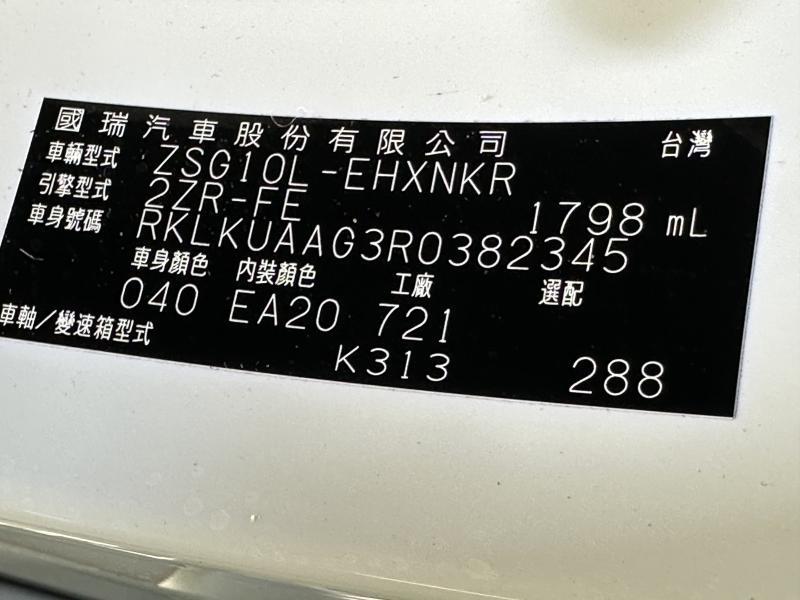 國瑞汽車股份有限公司 台灣
車輛型式 ZSG10L-EHXNKR
引擎型式 2ZR-FE 1798 mL
車身號碼 RKLKUAAG3R0382345
車身顏色 內裝顏色 工廠 選配
040 EA20 721
車軸/變速箱型式 K313 288